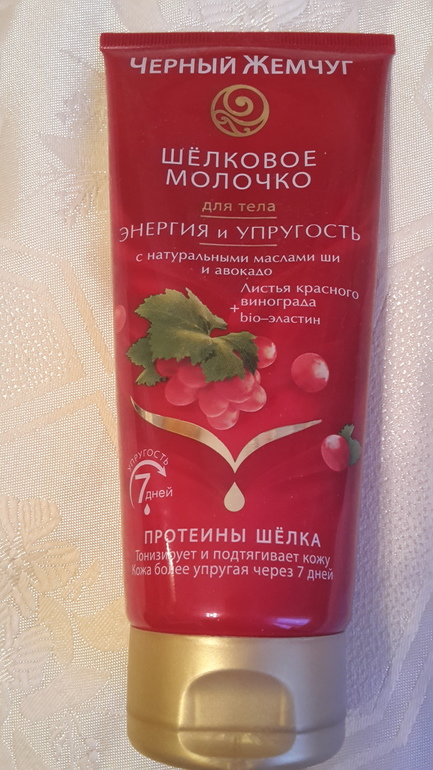 ЧЕРНЫЙ ЖЕМЧУГ
ШЁЛКОВОЕ
МОЛОЧКО
для тела
ЭНЕРГИЯ и УПРУГОСТЬ
с натуральными маслами ши
и авокадо
Листья красного
винограда
+
bio–эластин
УПРУГОСТЬ
7 дней
ПРОТЕИНЫ ШЁЛКА
Тонизирует и подтягивает кожу
Кожа более упругая через 7 дней